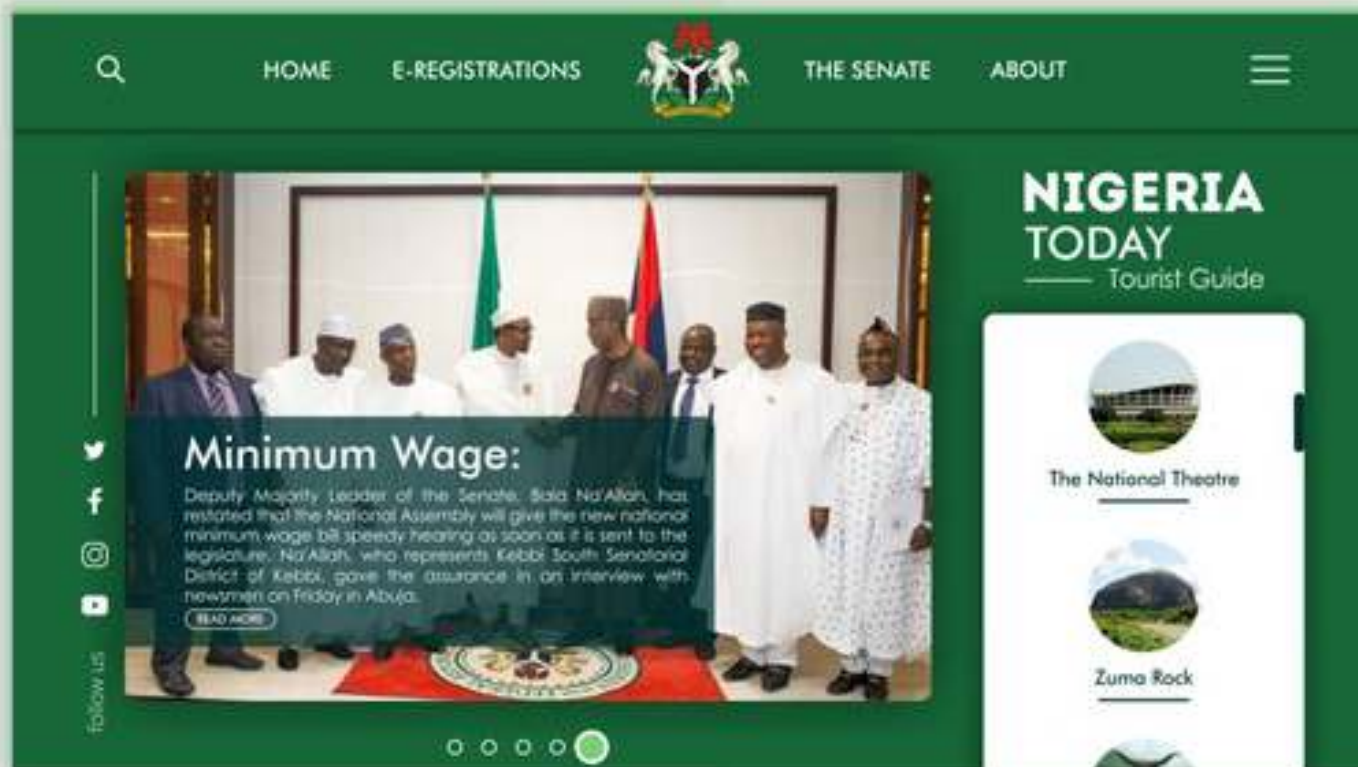 HOME
E-REGISTRATIONS
THE SENATE
ABOUT
NIGERIA
TODAY
Tourist Guide
Minimum Wage:
Deputy Majority Leader of the Senate, Bala Na'Allah, has
restated that the National Assembly will give the new national
minimum wage bill speedy hearing as soon as it is sent to the
legislature. Na'Allah, who represents Kebbi South Senatorial
District of Kebbi, gave the assurance in an interview with
newsmen on Friday in Abuja.
READ MORE
follow us
The National Theatre
Zuma Rock